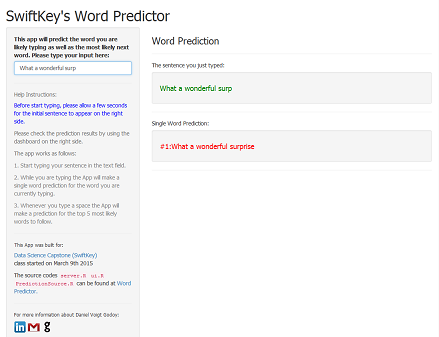 SwiftKey's Word Predictor
This app will predict the word you are
likely typing as well as the most likely next
word. Please type your input here:
What a wonderful surp
Help Instructions:
Before start typing, please allow a few seconds
for the initial sentence to appear on the right
side.
Please check the prediction results by using the
dashboard on the right side.
The app works as follows:
1. Start typing your sentence in the text field.
2. While you are typing the App will make a
single word prediction for the word you are
currently typing.
3. Whenever you type a space the App will
make a prediction for the top 5 most likely
words to follow.
This App was built for:
Data Science Capstone (SwiftKey)
class started on March 9th 2015
The source codes server.R ui.R
PredictionSource.R can be found at Word
Predictor.
For more information about Daniel Voigt Godoy:
in M g
Word Prediction
The sentence you just typed:
What a wonderful surp
Single Word Prediction:
#1:What a wonderful surprise